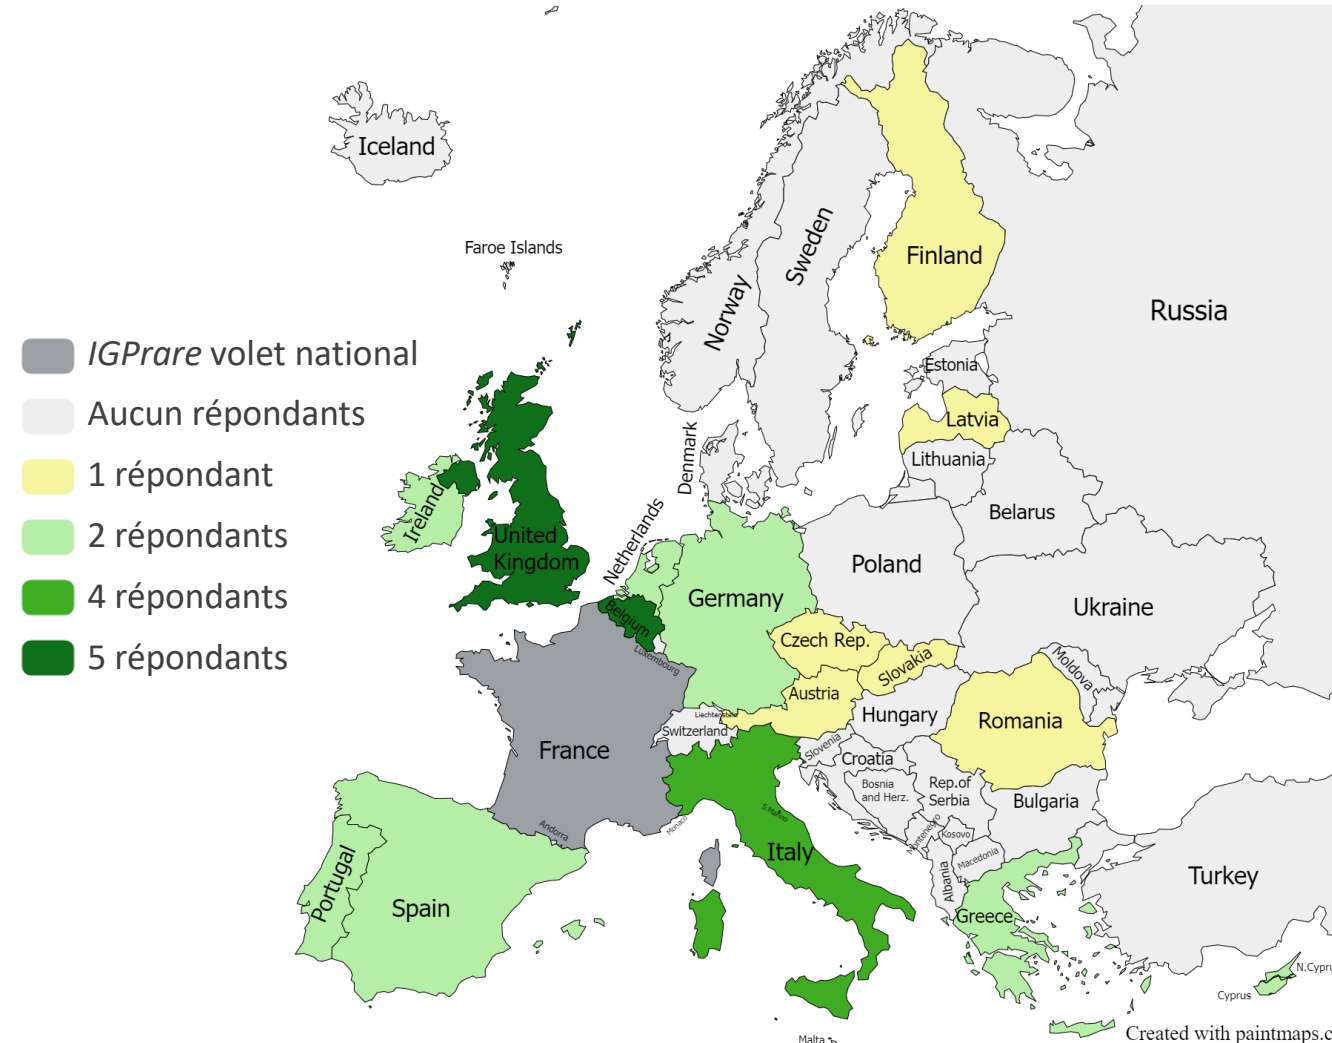 Iceland
Faroe Islands
IGPrare volet national
Aucun répondants
1 répondant
2 répondants
4 répondants
5 répondants
Norway
Sweden
Finland
Russia
Estonia
Latvia
Lithuania
Denmark
Belarus
Ireland
United
Kingdom
Netherlands
Belgium
Luxembourg
Germany
Poland
Ukraine
Czech Rep.
Slovakia
Moldova
Austria
Liechtenstein
Switzerland
Hungary
Romania
France
Slovenia
Croatia
Bosnia
and Herz.
Rep.of
Serbia
Bulgaria
Montenegro
Kosovo
Macedonia
Albania
Andorra
Monaco
S.Marino
Italy
Portugal
Spain
Greece
Turkey
N.Cypru
Cyprus
Malta
Created with paintmaps.c